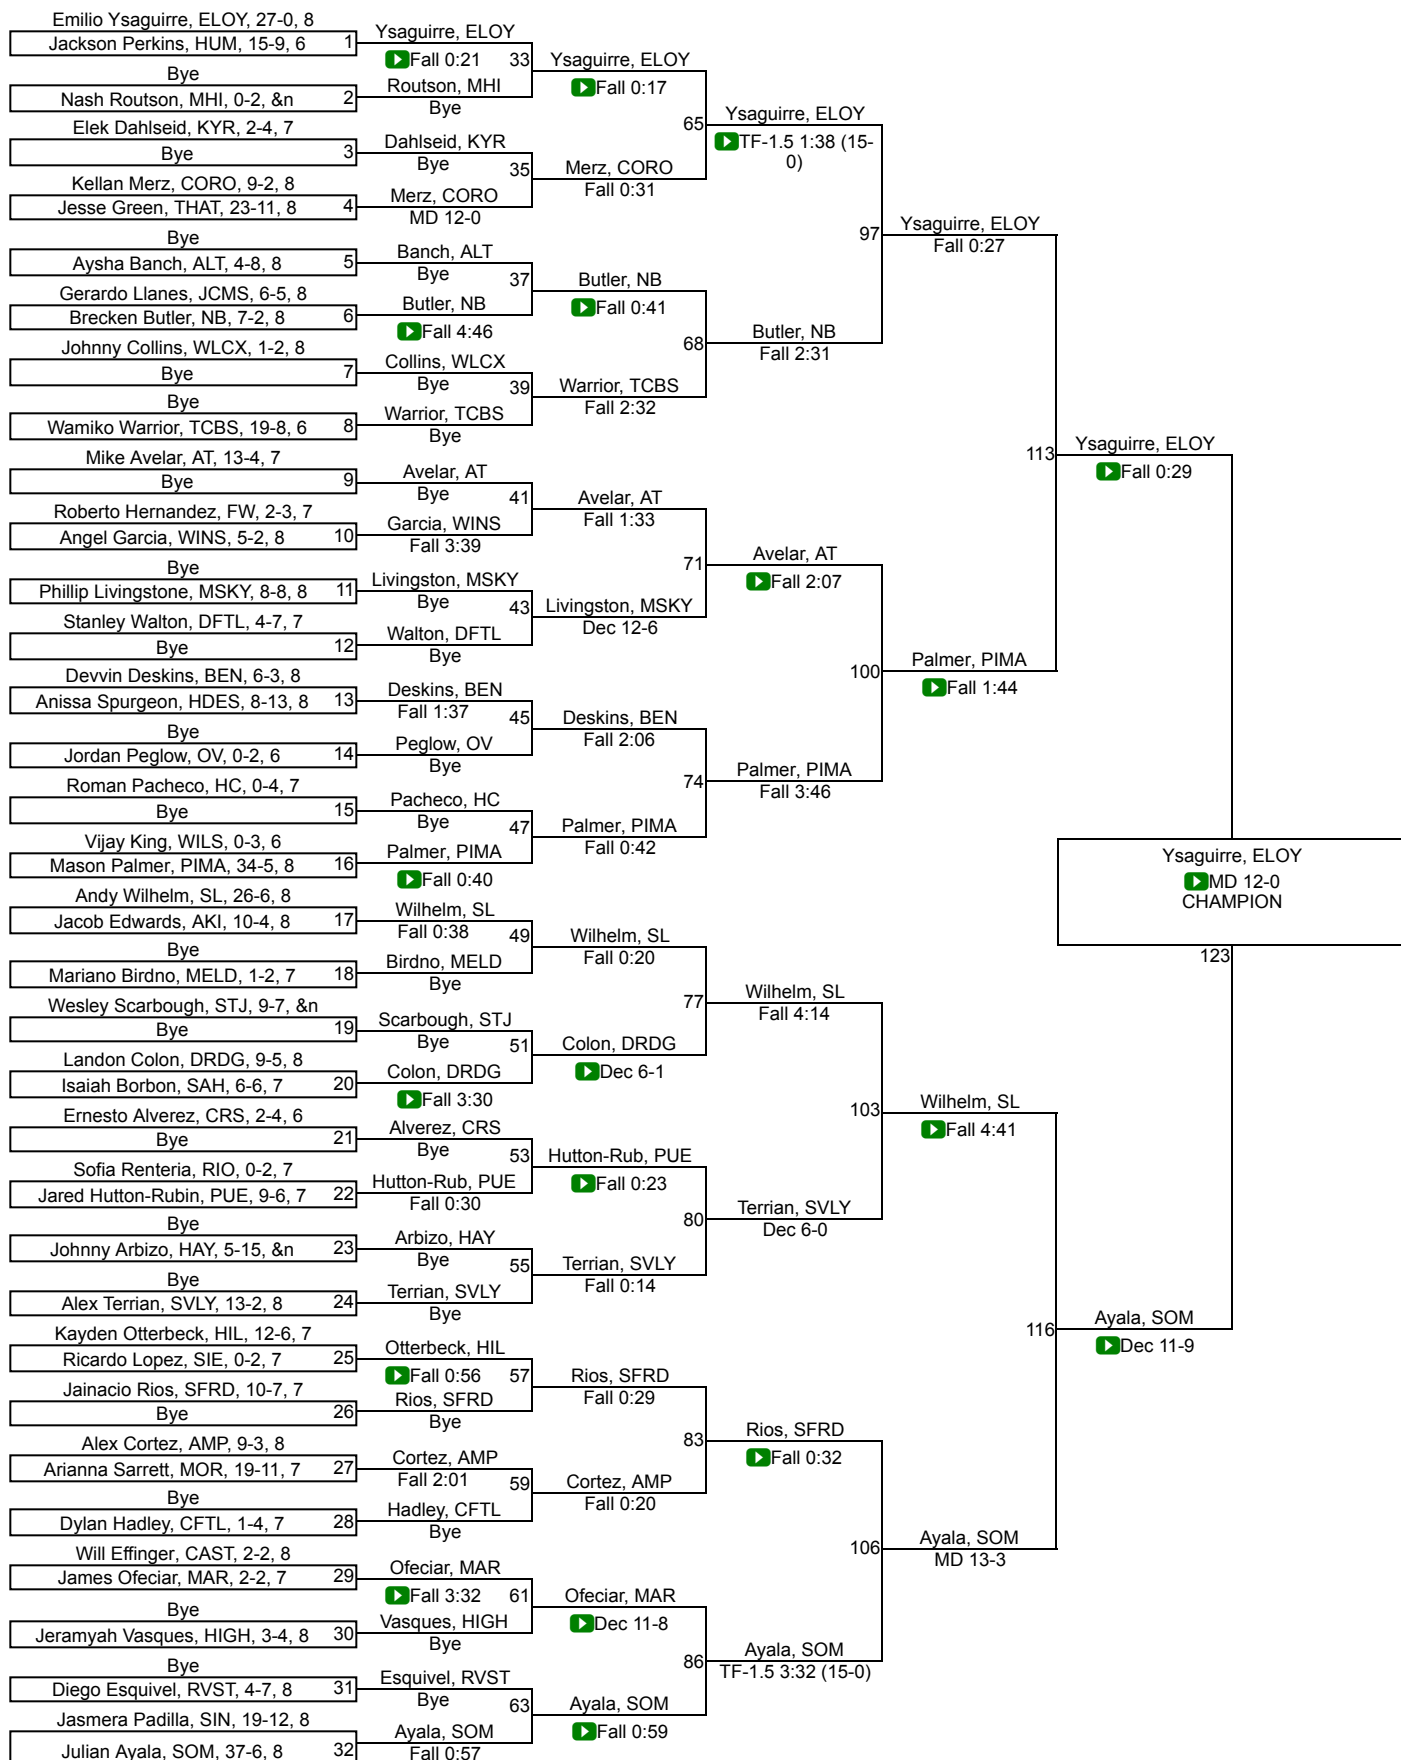 Emilio Ysaguirre, ELOY, 27-0, 8
Jackson Perkins, HUM, 15-9, 6 1
Bye
Nash Routson, MHI, 0-2, &n 2
Elek Dahlseid, KYR, 2-4, 7
Bye 3
Kellan Merz, CORO, 9-2, 8
Jesse Green, THAT, 23-11, 8 4
Bye
Aysha Banch, ALT, 4-8, 8 5
Gerardo Llanes, JCMS, 6-5, 8
Brecken Butler, NB, 7-2, 8 6
Johnny Collins, WLCX, 1-2, 8
Bye 7
Bye
Wamiko Warrior, TCBS, 19-8, 6 8
Mike Avelar, AT, 13-4, 7
Bye 9
Roberto Hernandez, FW, 2-3, 7
Angel Garcia, WINS, 5-2, 8 10
Bye
Phillip Livingstone, MSKY, 8-8, 8 11
Stanley Walton, DFTL, 4-7, 7
Bye 12
Devvin Deskins, BEN, 6-3, 8
Anissa Spurgeon, HDES, 8-13, 8 13
Bye
Jordan Peglow, OV, 0-2, 6 14
Roman Pacheco, HC, 0-4, 7
Bye 15
Vijay King, WILS, 0-3, 6
Mason Palmer, PIMA, 34-5, 8 16
Andy Wilhelm, SL, 26-6, 8
Jacob Edwards, AKI, 10-4, 8 17
Bye
Mariano Birdno, MELD, 1-2, 7 18
Wesley Scarbough, STJ, 9-7, &n
Bye 19
Landon Colon, DRDG, 9-5, 8
Isaiah Borbon, SAH, 6-6, 7 20
Ernesto Alverez, CRS, 2-4, 6
Bye 21
Sofia Renteria, RIO, 0-2, 7
Jared Hutton-Rubin, PUE, 9-6, 7 22
Bye
Johnny Arbizo, HAY, 5-15, &n 23
Bye
Alex Terrian, SVLY, 13-2, 8 24
Kayden Otterbeck, HIL, 12-6, 7
Ricardo Lopez, SIE, 0-2, 7 25
Jainacio Rios, SFRD, 10-7, 7
Bye 26
Alex Cortez, AMP, 9-3, 8
Arianna Sarrett, MOR, 19-11, 7 27
Bye
Dylan Hadley, CFTL, 1-4, 7 28
Will Effinger, CAST, 2-2, 8
James Ofeciar, MAR, 2-2, 7 29
Bye
Jeramyah Vasques, HIGH, 3-4, 8 30
Bye
Diego Esquivel, RVST, 4-7, 8 31
Jasmera Padilla, SIN, 19-12, 8
Julian Ayala, SOM, 37-6, 8 32
Ysaguirre, ELOY
Fall 0:21 33
Routson, MHI
Bye
Dahlseid, KYR
Bye 35
Merz, CORO
MD 12-0
Banch, ALT
Bye 37
Butler, NB
Fall 4:46
Collins, WLCX
Bye 39
Warrior, TCBS
Bye
Avelar, AT
Bye 41
Garcia, WINS
Fall 3:39
Livingston, MSKY
Bye 43
Walton, DFTL
Bye
Deskins, BEN
Fall 1:37 45
Peglow, OV
Bye
Pacheco, HC
Bye 47
Palmer, PIMA
Fall 0:40
Wilhelm, SL
Fall 0:38 49
Birdno, MELD
Bye
Scarbough, STJ
Bye 51
Colon, DRDG
Fall 3:30
Alverez, CRS
Bye 53
Hutton-Rub, PUE
Fall 0:30
Arbizo, HAY
Bye 55
Terrian, SVLY
Bye
Otterbeck, HIL
Fall 0:56 57
Rios, SFRD
Bye
Cortez, AMP
Fall 2:01 59
Hadley, CFTL
Bye
Ofeciar, MAR
Fall 3:32 61
Vasques, HIGH
Bye
Esquivel, RVST
Bye 63
Ayala, SOM
Fall 0:57
Ysaguirre, ELOY
Fall 0:17
65
Merz, CORO
Fall 0:31
Butler, NB
Fall 0:41
68
Warrior, TCBS
Fall 2:32
Avelar, AT
Fall 1:33
71
Livingston, MSKY
Dec 12-6
Deskins, BEN
Fall 2:06
74
Palmer, PIMA
Fall 0:42
Wilhelm, SL
Fall 0:20
77
Colon, DRDG
Dec 6-1
Hutton-Rub, PUE
Fall 0:23
80
Terrian, SVLY
Fall 0:14
Rios, SFRD
Fall 0:29
83
Cortez, AMP
Fall 0:20
Ofeciar, MAR
Dec 11-8
86
Ayala, SOM
Fall 0:59
Ysaguirre, ELOY
TF-1.5 1:38 (15-
0)
97
Butler, NB
Fall 2:31
Avelar, AT
Fall 2:07
100
Palmer, PIMA
Fall 3:46
Wilhelm, SL
Fall 4:14
103
Terrian, SVLY
Dec 6-0
Rios, SFRD
Fall 0:32
106
Ayala, SOM
TF-1.5 3:32 (15-0)
Ysaguirre, ELOY
Fall 0:27
113
Palmer, PIMA
Fall 1:44
Wilhelm, SL
Fall 4:41
116
Ayala, SOM
MD 13-3
Ysaguirre, ELOY
Fall 0:29
Ayala, SOM
Dec 11-9
Ysaguirre, ELOY
MD 12-0
CHAMPION
123